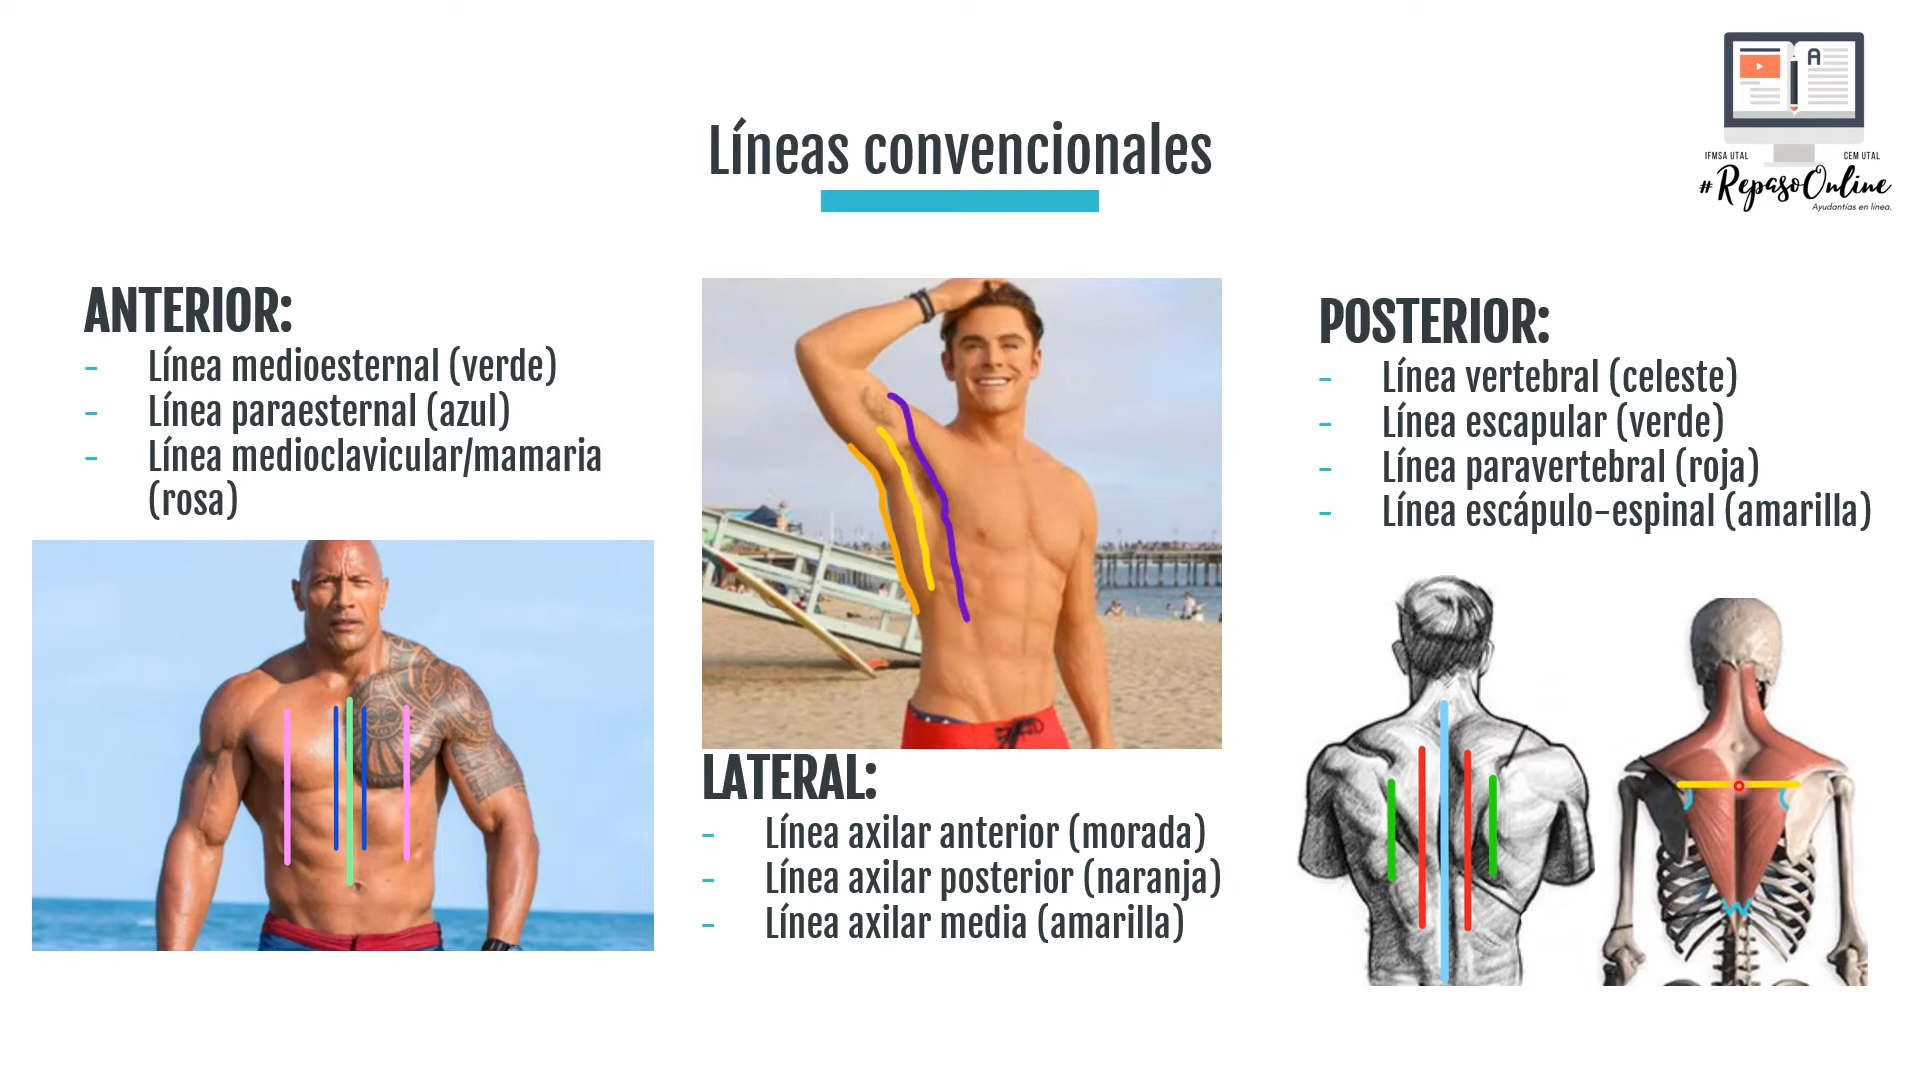 A
IFMSA UTAL
CEM UTAL
#RepasoOnline
Ayudantías en línea.
Líneas convencionales
ANTERIOR:
- Línea medioesternal (verde)
- Línea paraesternal (azul)
- Línea medioclavicular/mamaria
(rosa)
LATERAL:
- Línea axilar anterior (morada)
- Línea axilar posterior (naranja)
- Línea axilar media (amarilla)
POSTERIOR:
- Línea vertebral (celeste)
- Línea escapular (verde)
- Línea paravertebral (roja)
- Línea escápulo-espinal (amarilla)